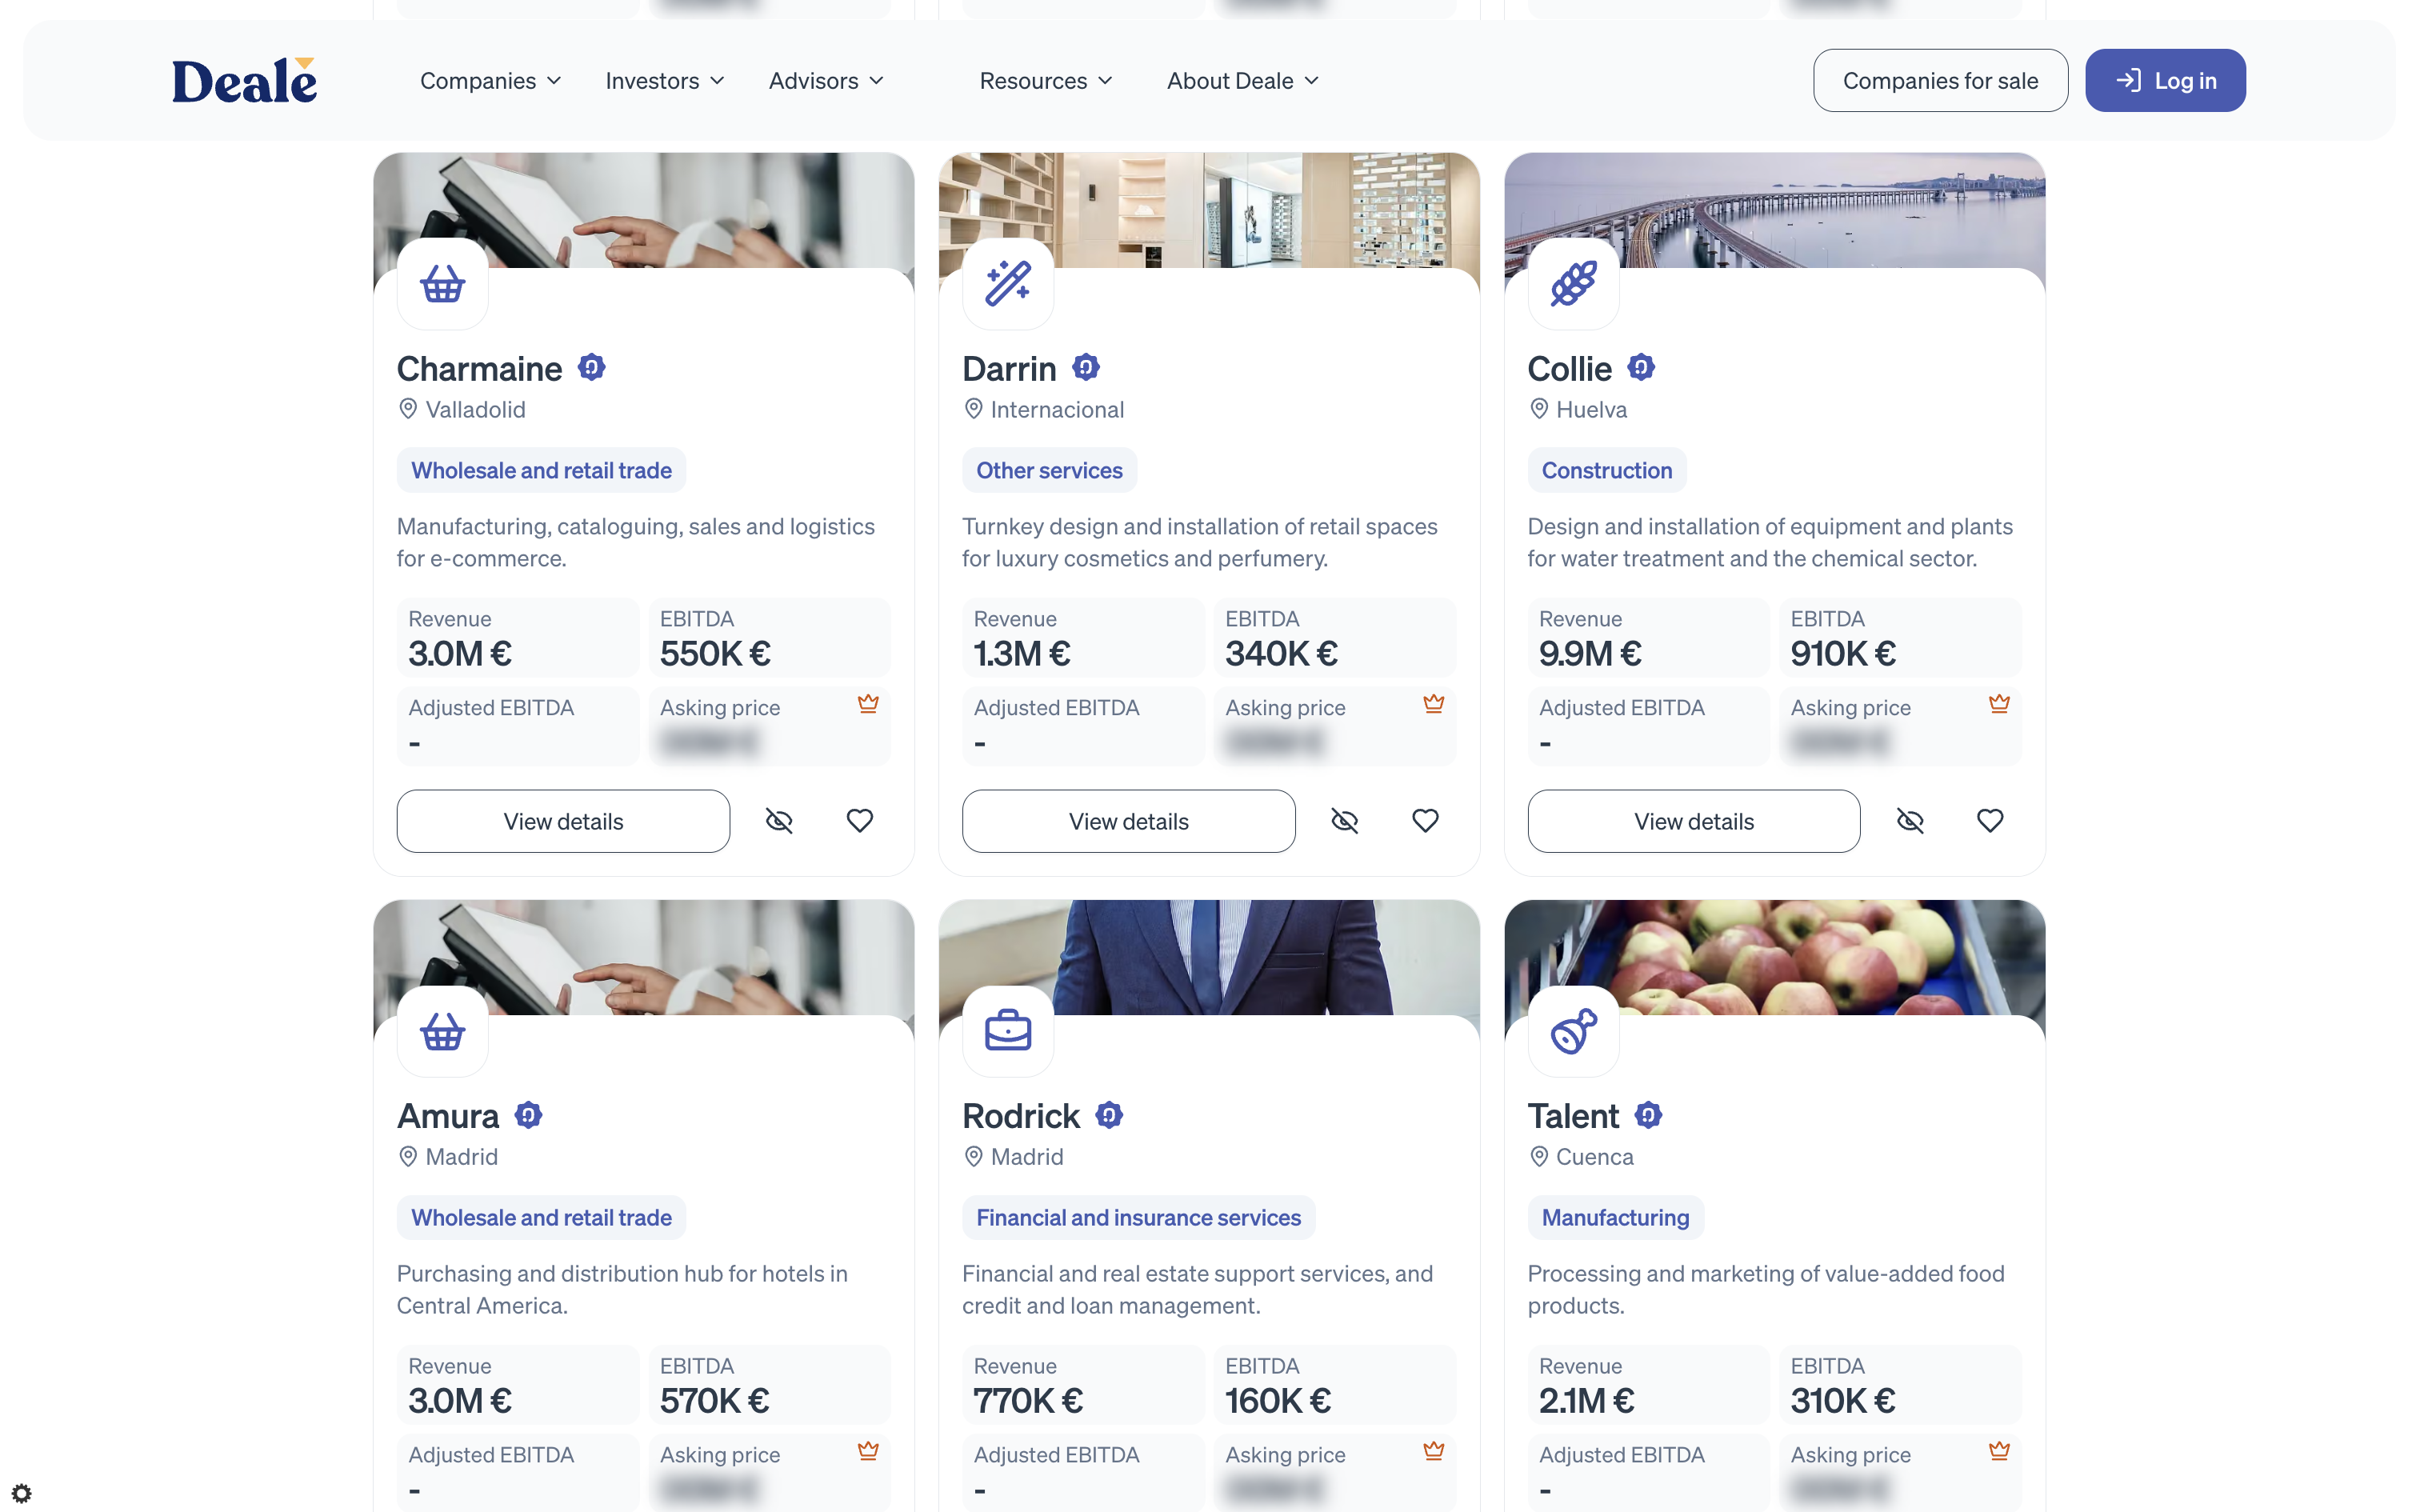 Deale
Companies
Investors
Advisors
Resources
About Deale
Companies for sale
Log in
Charmaine
Valladolid
Wholesale and retail trade
Manufacturing, cataloguing, sales and logistics
for e-commerce.
Revenue
3.0M €
EBITDA
550K €
Adjusted EBITDA
-
Asking price
View details
Darrin
Internacional
Other services
Turnkey design and installation of retail spaces
for luxury cosmetics and perfumery.
Revenue
1.3M €
EBITDA
340K €
Adjusted EBITDA
-
Asking price
View details
Collie
Huelva
Construction
Design and installation of equipment and plants
for water treatment and the chemical sector.
Revenue
9.9M €
EBITDA
910K €
Adjusted EBITDA
-
Asking price
View details
Amura
Madrid
Wholesale and retail trade
Purchasing and distribution hub for hotels in
Central America.
Revenue
3.0M €
EBITDA
570K €
Adjusted EBITDA
-
Asking price
Rodrick
Madrid
Financial and insurance services
Financial and real estate support services, and
credit and loan management.
Revenue
770K €
EBITDA
160K €
Adjusted EBITDA
-
Asking price
Talent
Cuenca
Manufacturing
Processing and marketing of value-added food
products.
Revenue
2.1M €
EBITDA
310K €
Adjusted EBITDA
-
Asking price